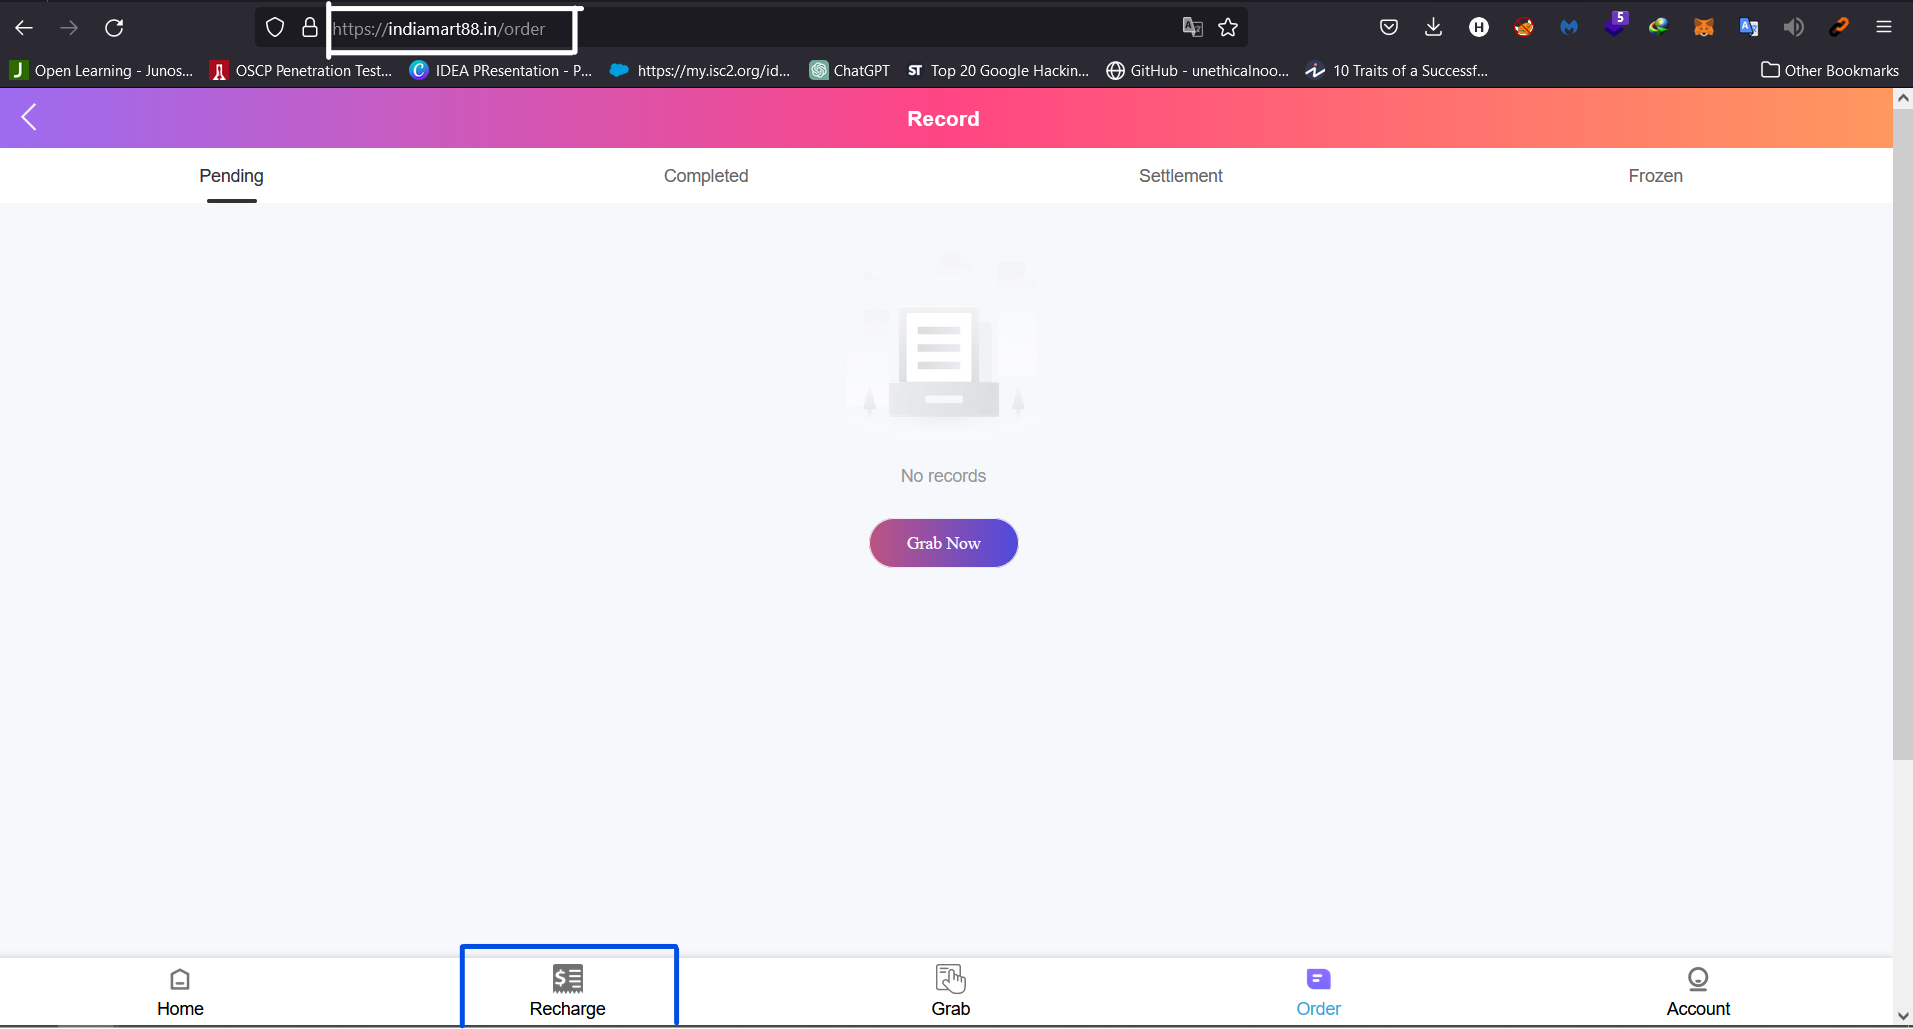 https://indiamart88.in/order
5
H
J Open Learning - Junos...
OSCP Penetration Test...
IDEA PResentation - P...
https://my.isc2.org/id...
ChatGPT
ST Top 20 Google Hackin...
GitHub - unethicalnoo...
10 Traits of a Successf...
Other Bookmarks
Record
Pending
Completed
Settlement
Frozen
No records
Grab Now
Home
Recharge
Grab
Order
Account